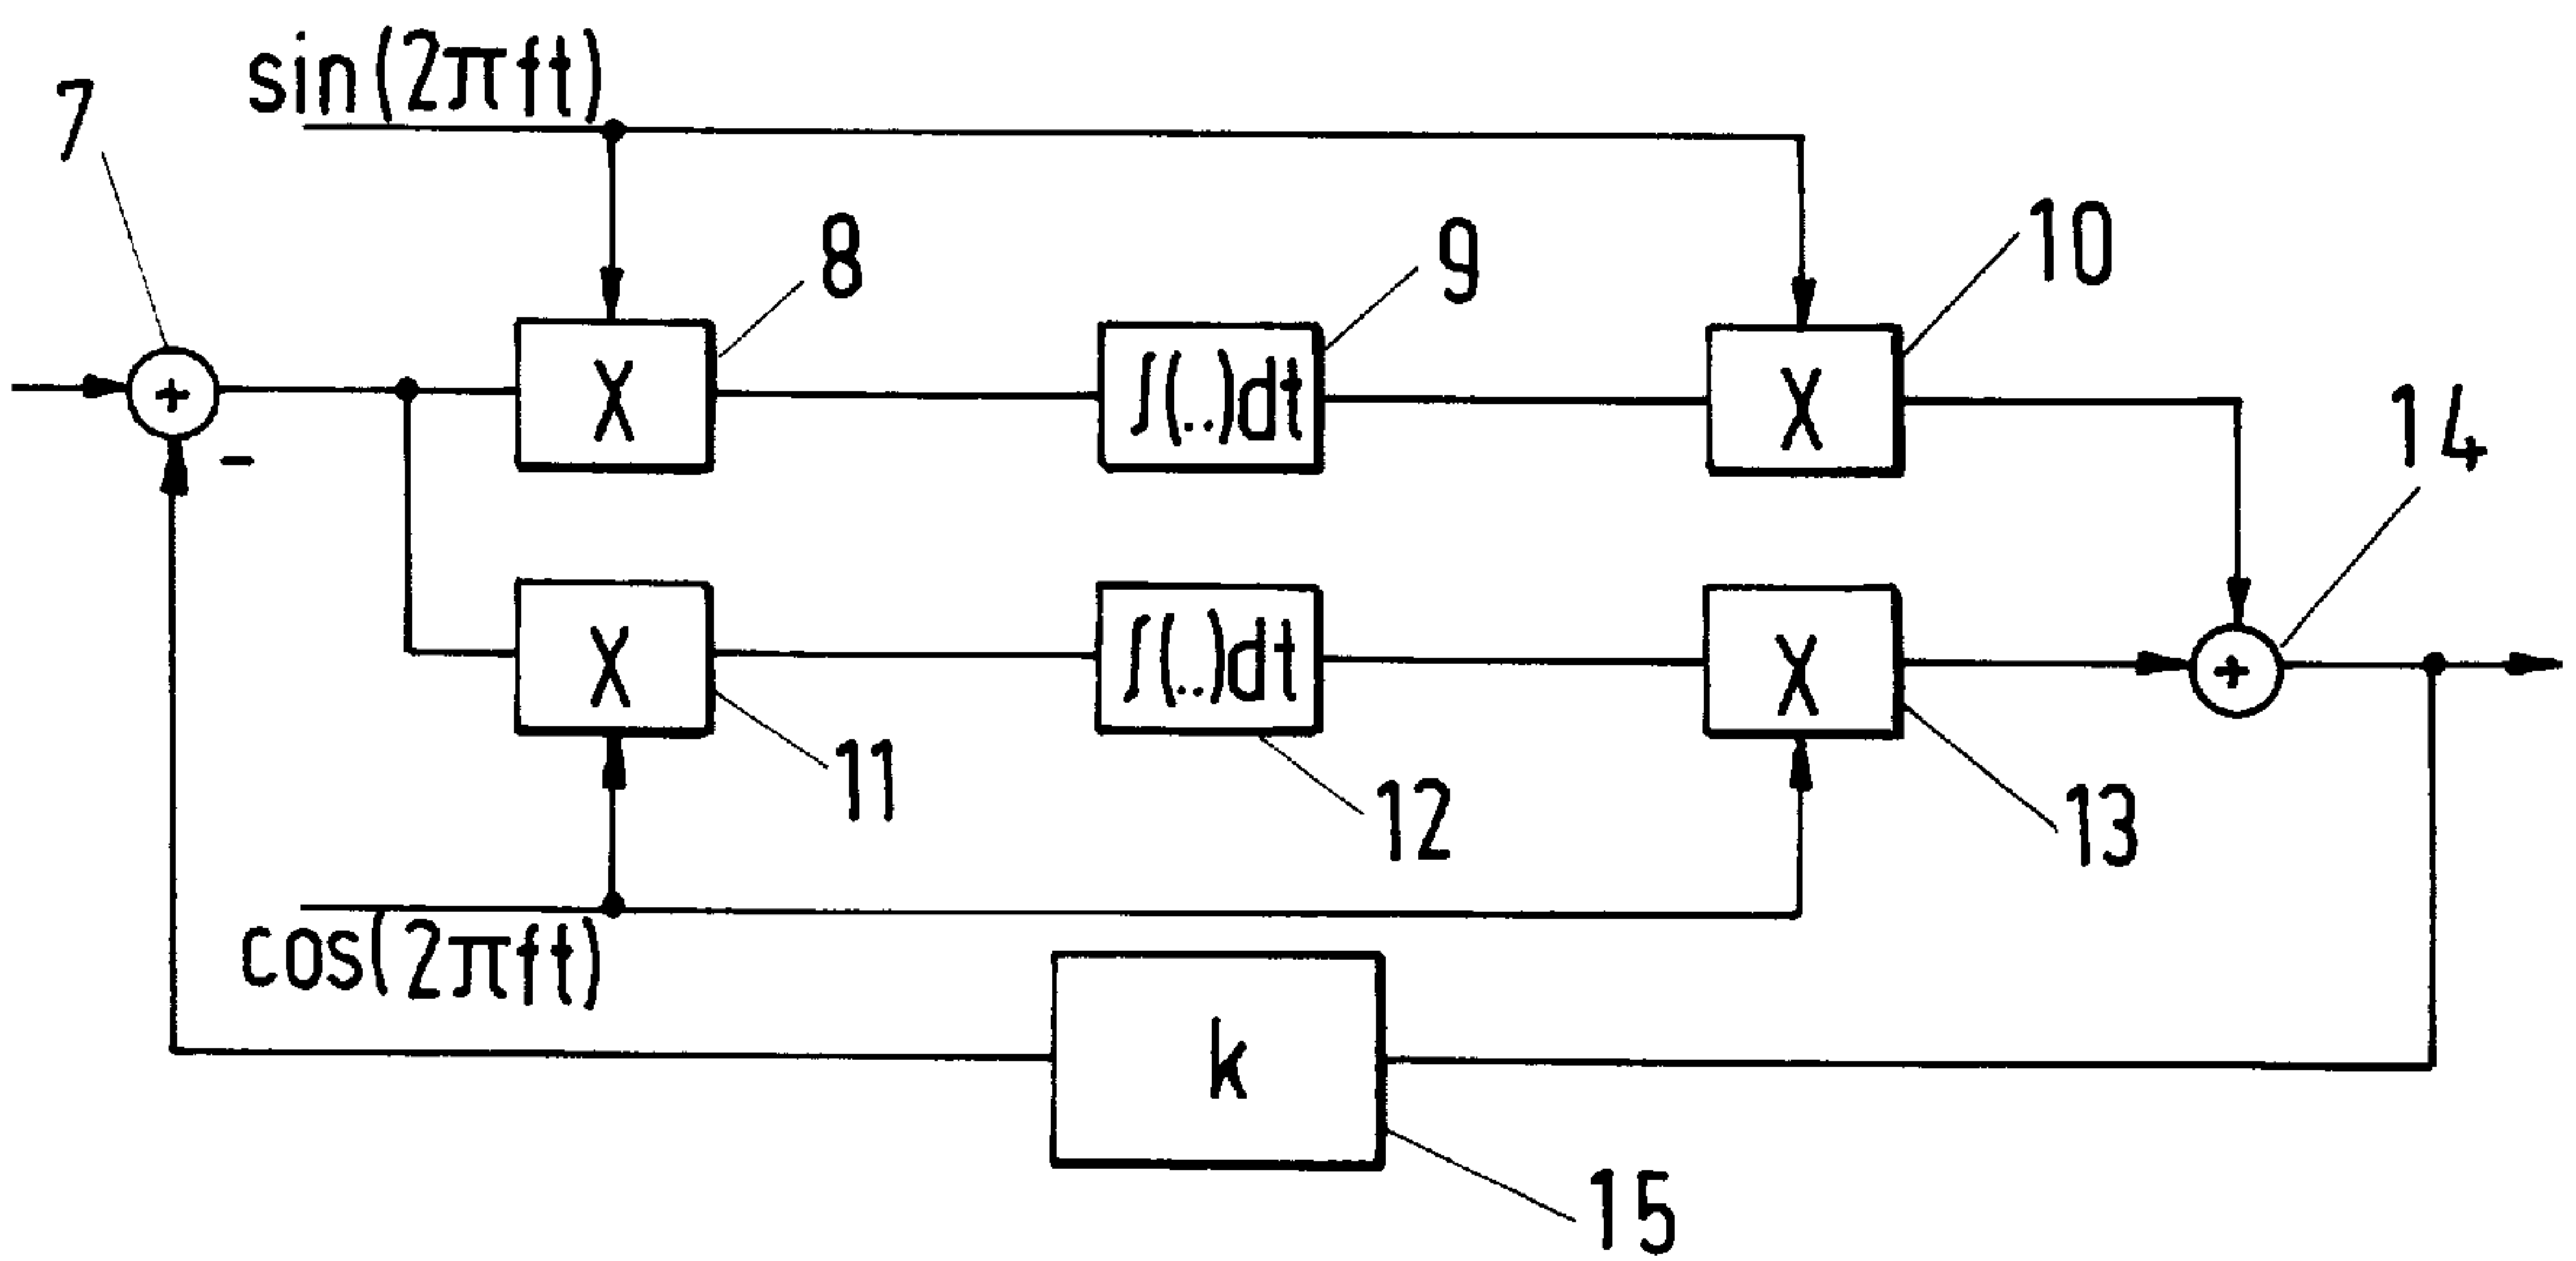 sin(2πft)
7
8
9
10
+
-
X
∫(..)dt
X
14
X
∫(..)dt
X
+
11
12
13
cos(2πft)
k
15